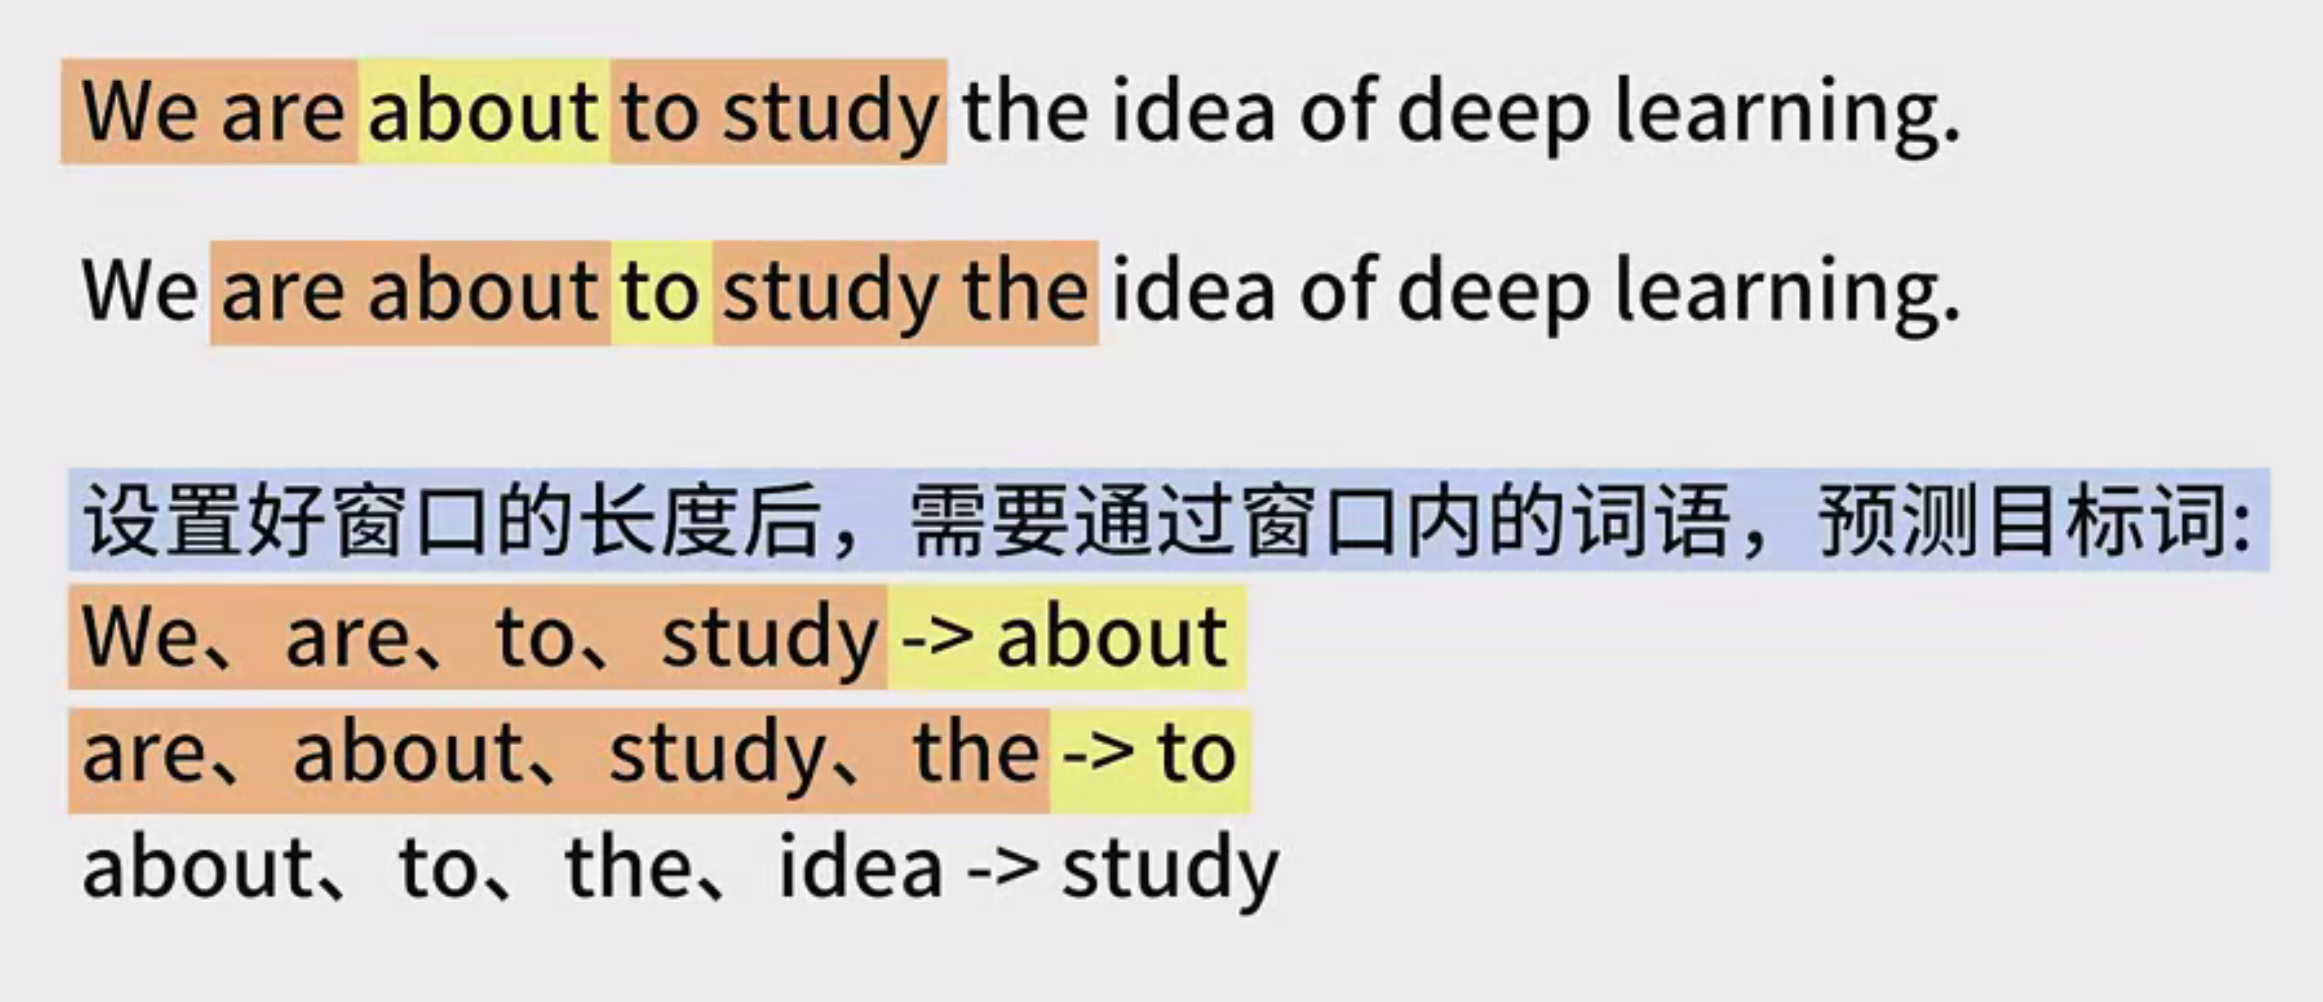 We are about to study the idea of deep learning.
We are about to study the idea of deep learning.
设置好窗口的长度后，需要通过窗口内的词语，预测目标词:
We、are、to、study -> about
are、about、study、the -> to
about、to、the、idea -> study